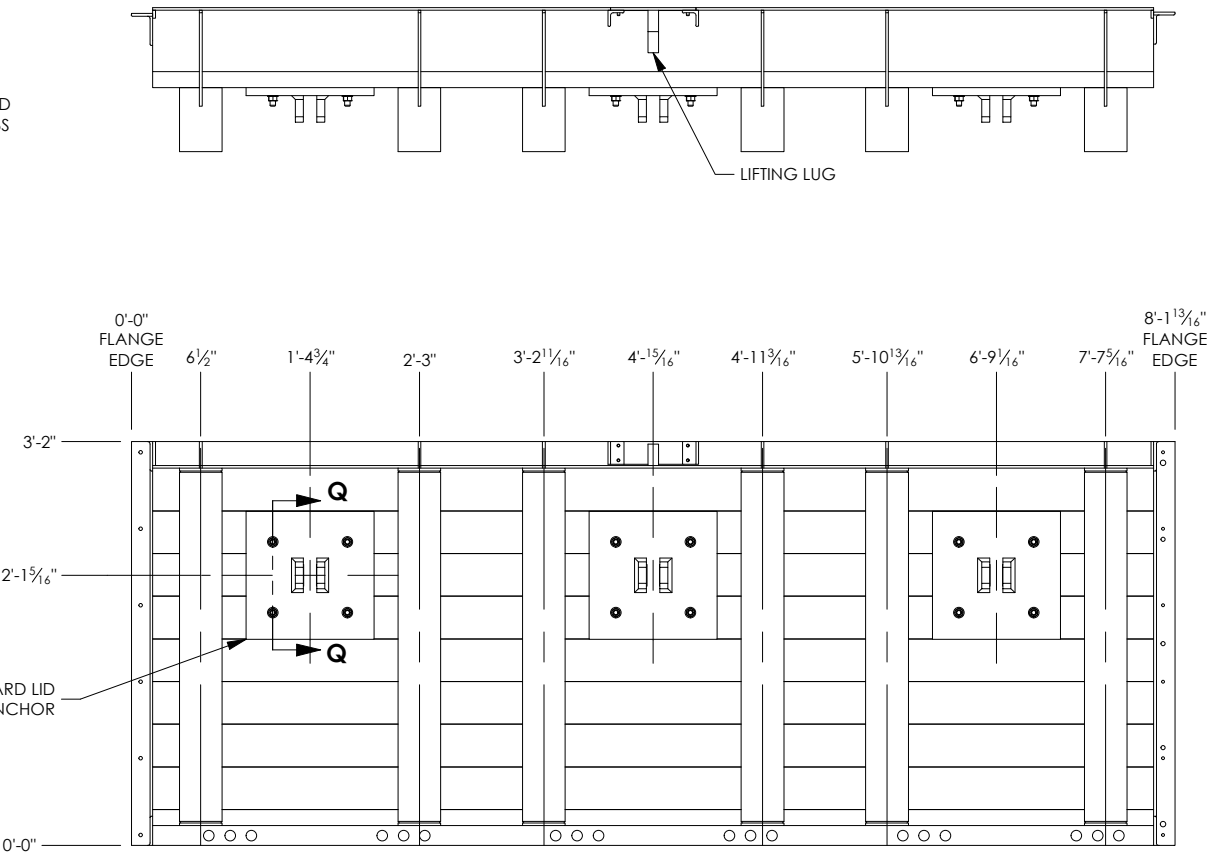 LIFTING LUG
0'-0"
FLANGE
EDGE
6½"
1'-4¾"
2'-3"
3'-2¹¹⁄₁₆"
4'-¹⁵⁄₁₆"
4'-11³⁄₁₆"
5'-10¹³⁄₁₆"
6'-9¹⁄₁₆"
7'-7⁵⁄₁₆"
8'-1¹³⁄₁₆"
FLANGE
EDGE
3'-2"
Q
2'-1⁵⁄₁₆"
Q
LID
0'-0"